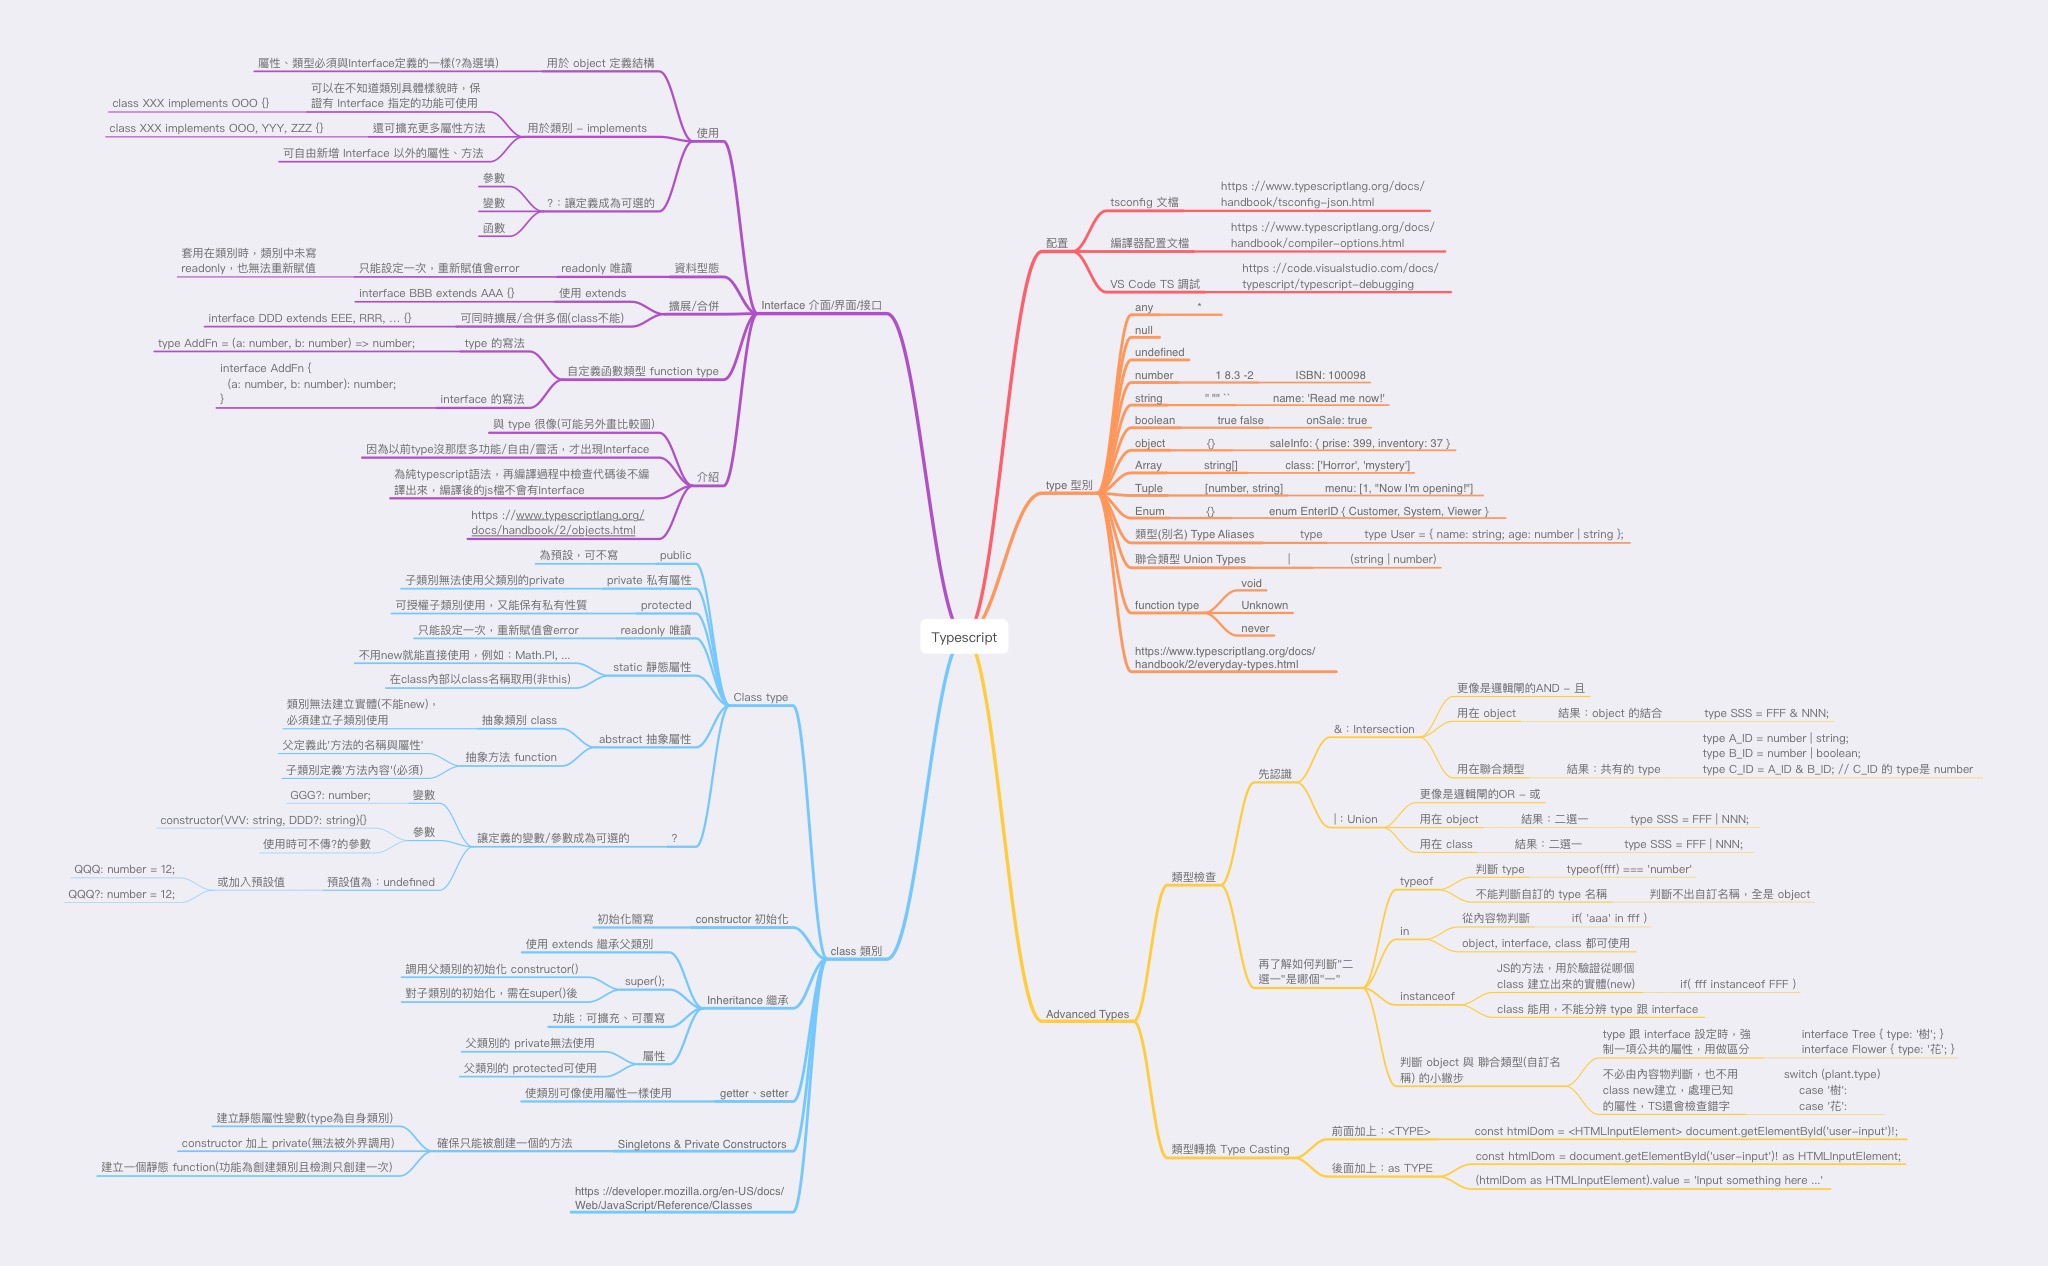 Typescript
配置
tsconfig 文檔
https ://www.typescriptlang.org/docs/
handbook/tsconfig-json.html
編譯器配置文檔
https ://www.typescriptlang.org/docs/
handbook/compiler-options.html
VS Code TS 調試
https ://code.visualstudio.com/docs/
typescript/typescript-debugging
type 型別
any *
null
undefined
number 1 8.3 -2 ISBN: 100098
string '' "" `` name: 'Read me now!'
boolean true false onSale: true
object {} saleInfo: { prise: 399, inventory: 37 }
Array string[] class: ['Horror', 'mystery']
Tuple [number, string] menu: [1, "Now I'm opening!"]
Enum {} enum EnterID { Customer, System, Viewer }
類型(別名) Type Aliases type type User = { name: string; age: number | string };
聯合類型 Union Types | (string | number)
function type
void
Unknown
never
https://www.typescriptlang.org/docs/
handbook/2/everyday-types.html
Advanced Types
類型檢查
先認識
&：Intersection
更像是邏輯閘的AND – 且
用在 object 結果：object 的結合 type SSS = FFF & NNN;
用在聯合類型 結果：共有的 type
type A_ID = number | string;
type B_ID = number | boolean;
type C_ID = A_ID & B_ID; // C_ID 的 type是 number
|：Union
更像是邏輯閘的OR – 或
用在 object 結果：二選一 type SSS = FFF | NNN;
用在 class 結果：二選一 type SSS = FFF | NNN;
再了解如何判斷"二
選一"是哪個"一"
typeof
判斷 type typeof(fff) === 'number'
不能判斷自訂的 type 名稱 判斷不出自訂名稱，全是 object
in
從內容物判斷 if( 'aaa' in fff )
object, interface, class 都可使用
instanceof
JS的方法，用於驗證從哪個
class 建立出來的實體(new) if( fff instanceof FFF )
class 能用，不能分辨 type 跟 interface
判斷 object 與 聯合類型(自訂名
稱) 的小撇步
type 跟 interface 設定時，強
制一項公共的屬性，用做區分
interface Tree { type: '樹'; }
interface Flower { type: '花'; }
不必由內容物判斷，也不用
class new建立，處理已知
的屬性，TS還會檢查錯字
switch (plant.type)
case '樹':
case '花':
類型轉換 Type Casting
前面加上：<TYPE> const htmlDom = <HTMLInputElement> document.getElementById('user-input')!;
後面加上：as TYPE
const htmlDom = document.getElementById('user-input')! as HTMLInputElement;
(htmlDom as HTMLInputElement).value = 'Input something here ...'
Interface 介面/界面/接口
使用
用於 object 定義結構
屬性、類型必須與Interface定義的一樣(?為選填)
用於類別 – implements
可以在不知道類別具體樣貌時，保
證有 Interface 指定的功能可使用
class XXX implements OOO {}
還可擴充更多屬性方法
class XXX implements OOO, YYY, ZZZ {}
可自由新增 Interface 以外的屬性、方法
?：讓定義成為可選的
參數
變數
函數
資料型態
readonly 唯讀
只能設定一次，重新賦值會error
套用在類別時，類別中未寫
readonly，也無法重新賦值
擴展/合併
使用 extends
interface BBB extends AAA {}
可同時擴展/合併多個(class不能)
interface DDD extends EEE, RRR, ... {}
自定義函數類型 function type
type 的寫法
type AddFn = (a: number, b: number) => number;
interface 的寫法
interface AddFn {
(a: number, b: number): number;
}
介紹
與 type 很像(可能另外畫比較圖)
因為以前type沒那麼多功能/自由/靈活，才出現Interface
為純typescript語法，再編譯過程中檢查代碼後不編
譯出來，編譯後的js檔不會有Interface
https ://www.typescriptlang.org/
docs/handbook/2/objects.html
class 類別
Class type
public
為預設，可不寫
private 私有屬性
子類別無法使用父類別的private
protected
可授權子類別使用，又能保有私有性質
readonly 唯讀
只能設定一次，重新賦值會error
static 靜態屬性
不用new就能直接使用，例如：Math.PI, ...
在class內部以class名稱取用(非this)
abstract 抽象屬性
抽象類別 class
類別無法建立實體(不能new)，
必須建立子類別使用
抽象方法 function
父定義此'方法的名稱與屬性'
子類別定義'方法內容'(必須)
?
讓定義的變數/參數成為可選的
變數
GGG?: number;
參數
constructor(VVV: string, DDD?: string){}
使用時可不傳?的參數
預設值為：undefined
或加入預設值
QQQ: number = 12;
QQQ?: number = 12;
constructor 初始化
初始化簡寫
Inheritance 繼承
使用 extends 繼承父類別
super();
調用父類別的初始化 constructor()
對子類別的初始化，需在super()後
功能：可擴充、可覆寫
屬性
父類別的 private無法使用
父類別的 protected可使用
getter、setter
使類別可像使用屬性一樣使用
Singletons & Private Constructors
確保只能被創建一個的方法
建立靜態屬性變數(type為自身類別)
constructor 加上 private(無法被外界調用)
建立一個靜態 function(功能為創建類別且檢測只創建一次)
https ://developer.mozilla.org/en-US/docs/
Web/JavaScript/Reference/Classes